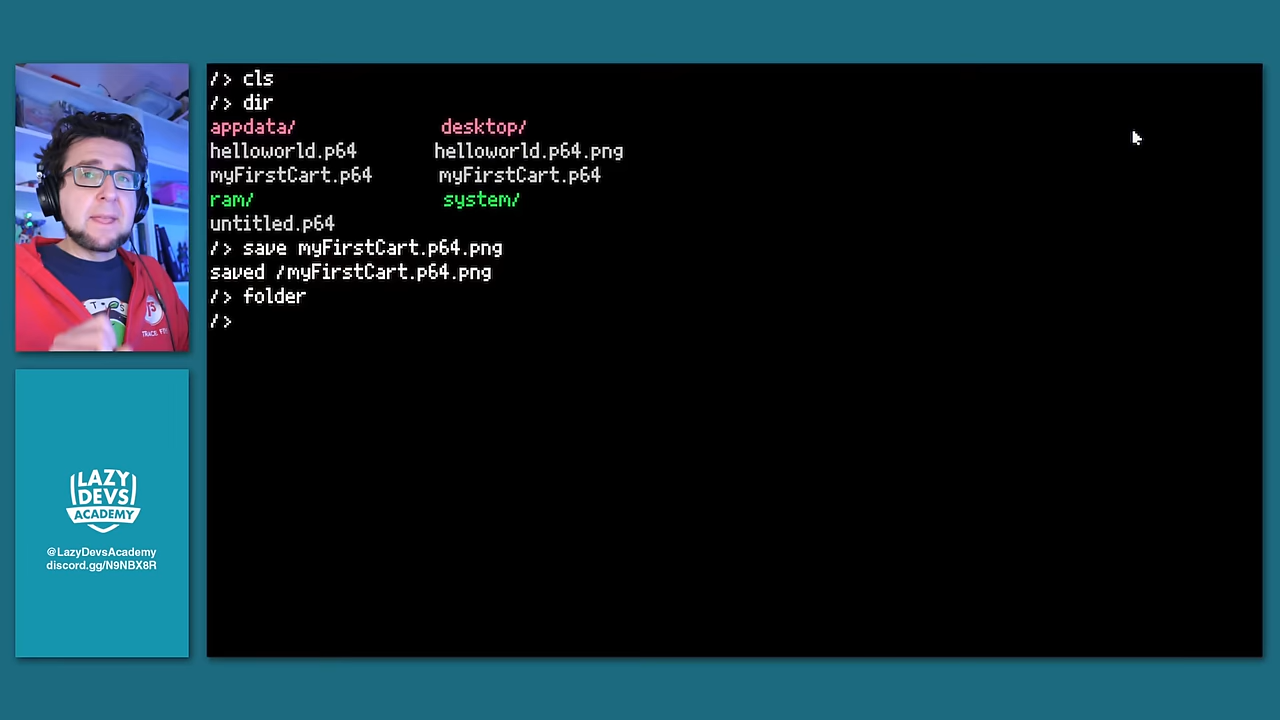 /> cls
/> dir
appdata/ desktop/
helloworld.p64 helloworld.p64.png
myFirstCart.p64 myFirstCart.p64
ram/ system/
untitled.p64
/> save myFirstCart.p64.png
saved /myFirstCart.p64.png
/> folder
/>
LAZY
DEVS
ACADEMY
@LazyDevsAcademy
discord.gg/N9NBX8R